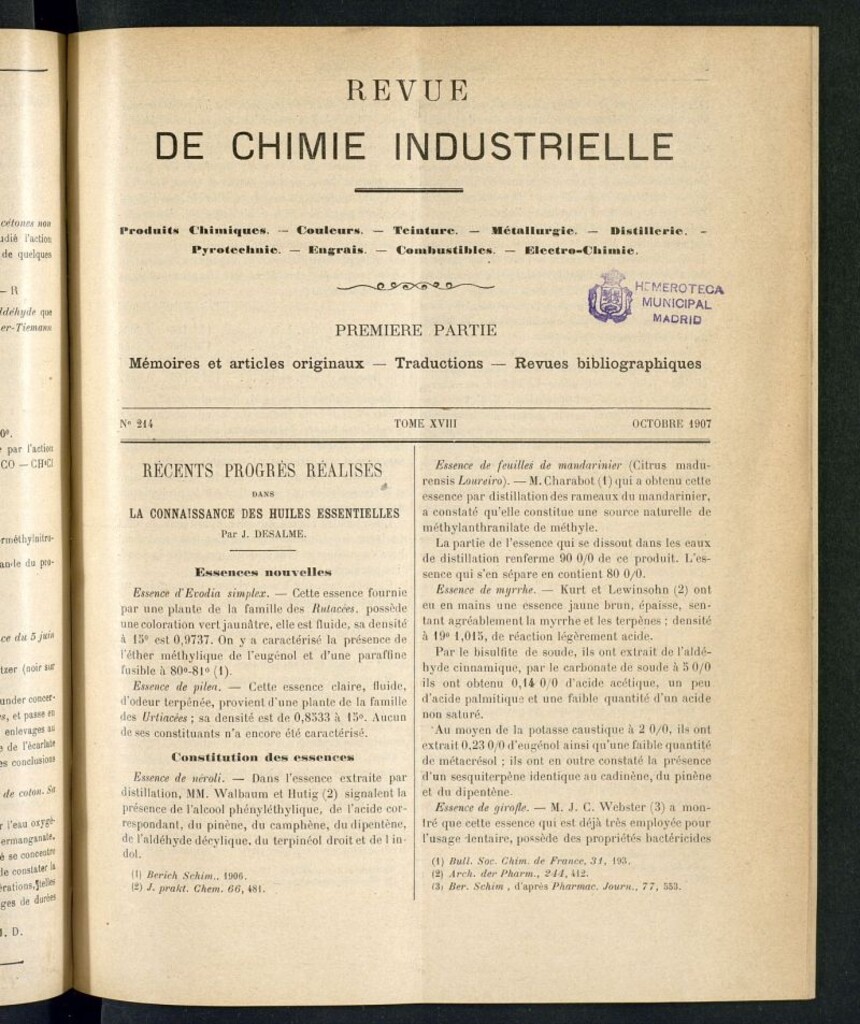 REVUE
DE CHIMIE INDUSTRIELLE
Produits Chimiques. — Couleurs. — Teinture. — Métallurgie. — Distillerie. -
Pyrotechnie. — Engrais. — Combustibles. — Electro-Chimie.
HEMEROTECA
MUNICIPAL
MADRID
PREMIERE PARTIE
Mémoires et articles originaux — Traductions — Revues bibliographiques
No 214 TOME XVIII OCTOBRE 1907
RÉCENTS PROGRÈS RÉALISÉS
DANS
LA CONNAISSANCE DES HUILES ESSENTIELLES
Par J. DESALME.
Essences nouvelles
Essence d'Evodia simplex. — Cette essence fournie
par une plante de la famille des Rutacées, possède
une coloration vert jaunâtre, elle est fluide, sa densité
à 15° est 0,9737. On y a caractérisé la présence de
l'éther méthylique de l'eugénol et d'une paraffine
fusible à 80°-81° (1).
Essence de pilea. — Cette essence claire, fluide,
d'odeur terpénée, provient d'une plante de la famille
des Urtiacées ; sa densité est de 0,8533 à 15°. Aucun
de ses constituants n'a encore été caractérisé.
Constitution des essences
Essence de néroli. — Dans l'essence extraite par
distillation, MM. Walbaum et Hutig (2) signalent la
présence de l'alcool phényléthylique, de l'acide cor-
respondant, du pinène, du camphène, du dipentène,
de l'aldéhyde décylique, du terpinéol droit et de l in-
dol.
(1) Berich Schim., 1906.
(2) J. prakt. Chem. 66, 481.
Essence de feuilles de mandarinier (Citrus madu-
rensis Loureiro). — M. Charabot (1) qui a obtenu cette
essence par distillation des rameaux du mandarinier,
a constaté qu'elle constitue une source naturelle de
méthylanthranilate de méthyle.
La partie de l'essence qui se dissout dans les eaux
de distillation renferme 90 0/0 de ce produit. L'es-
sence qui s'en sépare en contient 80 0/0.
Essence de myrrhe. — Kurt et Lewinsohn (2) ont
eu en mains une essence jaune brun, épaisse, sen-
tant agréablement la myrrhe et les terpènes ; densité
à 19° 1,015, de réaction légèrement acide.
Par le bisulfite de soude, ils ont extrait de l'aldé-
hyde cinnamique, par le carbonate de soude à 5 0/0
ils ont obtenu 0,14 0/0 d'acide acétique, un peu
d'acide palmitique et une faible quantité d'un acide
non saturé.
Au moyen de la potasse caustique à 2 0/0, ils ont
extrait 0,23 0/0 d'eugénol ainsi qu'une faible quantité
de métacrésol ; ils ont en outre constaté la présence
d'un sesquiterpène identique au cadinène, du pinène
et du dipentène.
Essence de girofle. — M. J. C. Webster (3) a mon-
tré que cette essence qui est déjà très employée pour
l'usage dentaire, possède des propriétés bactéricides
(1) Bull. Soc. Chim. de France, 31, 193.
(2) Arch. der Pharm., 244, 412.
(3) Ber. Schim, d'après Pharmac. Journ., 77, 553.